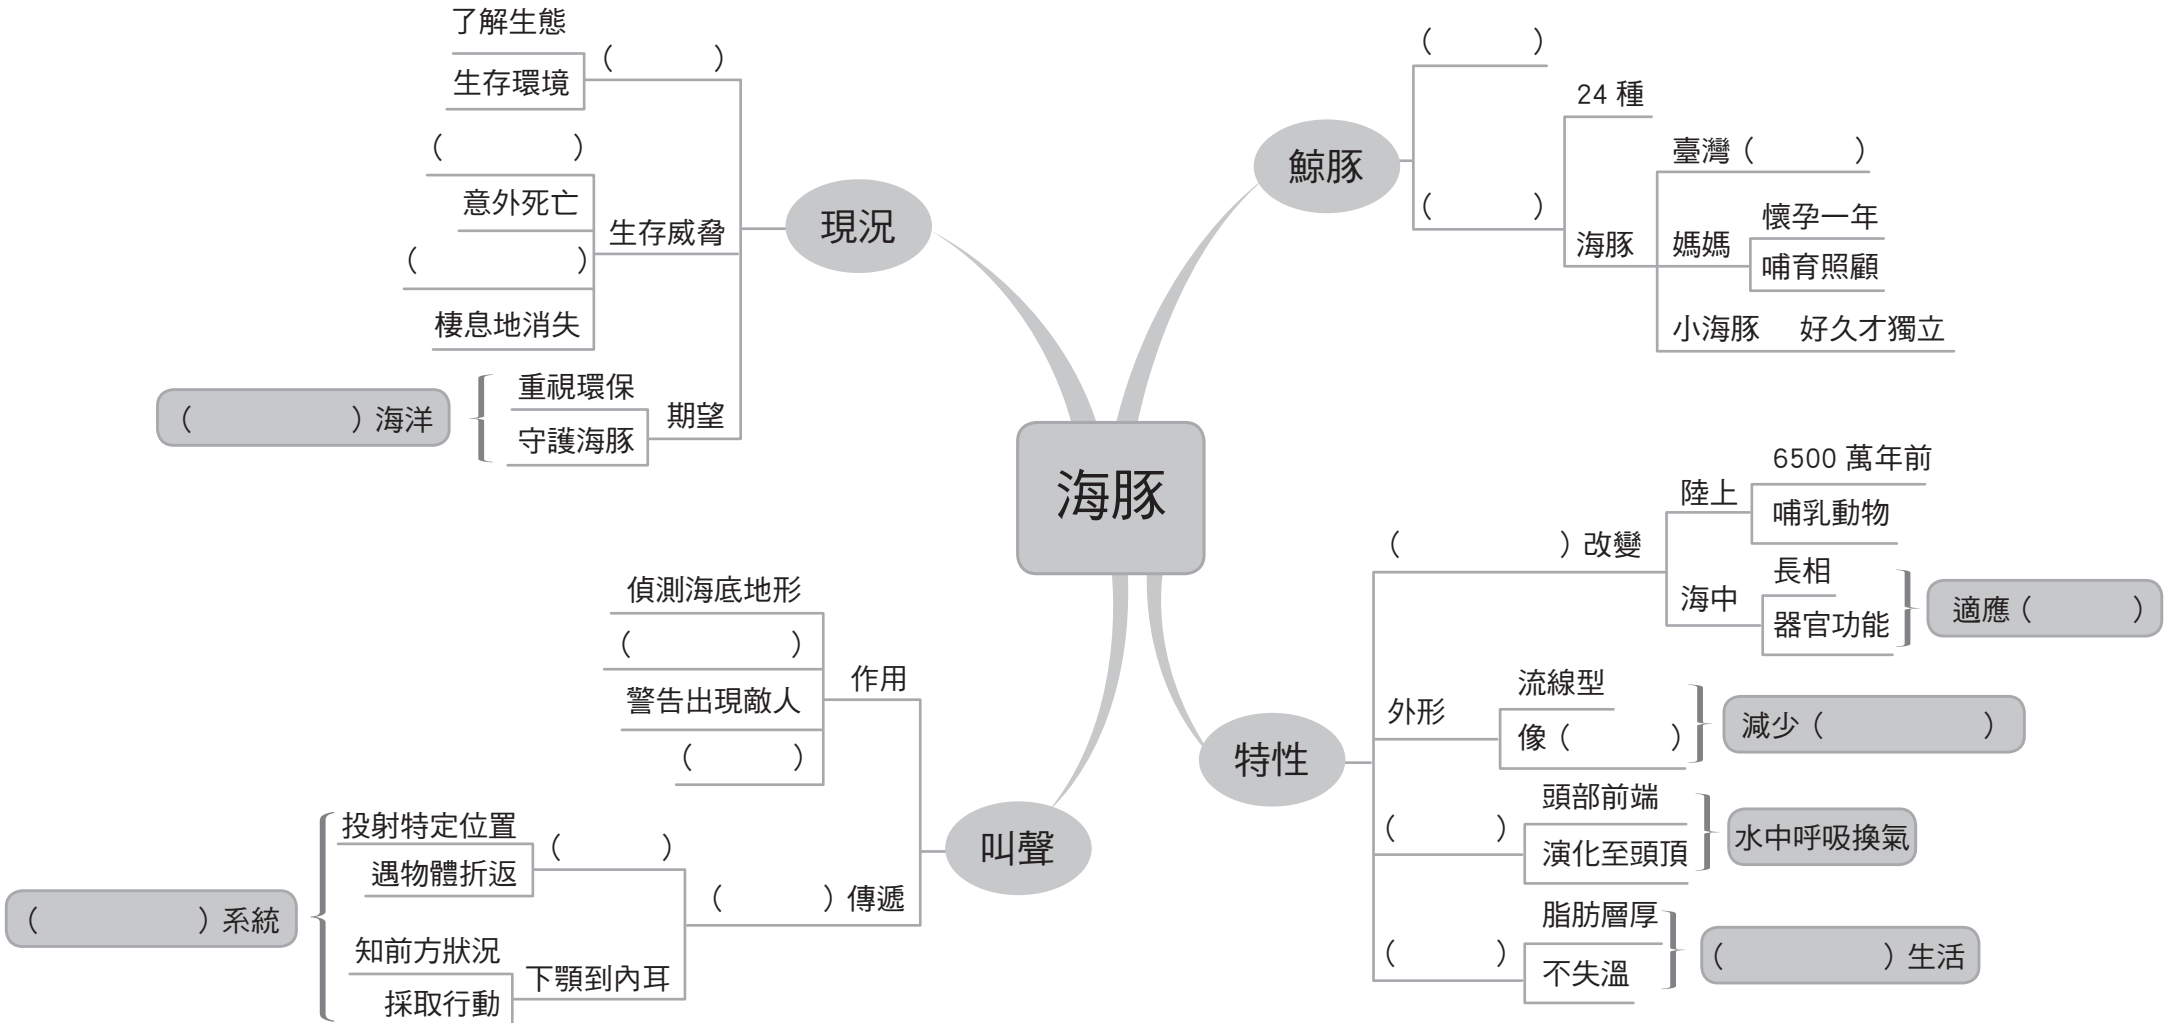 海豚
鯨豚
（　　　）
（　　　）
24 種
海豚
臺灣（　　　）
媽媽
懷孕一年
哺育照顧
小海豚　好久才獨立
特性
（　　　　　）改變
陸上
6500 萬年前
哺乳動物
海中
長相
器官功能
適應（　　　）
外形
流線型
像（　　　）
減少（　　　　　）
（　　　）
頭部前端
演化至頭頂
水中呼吸換氣
（　　　）
脂肪層厚
不失溫
（　　　　　）生活
叫聲
作用
偵測海底地形
（　　　　　）
警告出現敵人
（　　　）
（　　　）傳遞
（　　　）
投射特定位置
遇物體折返
下顎到內耳
知前方狀況
採取行動
（　　　　　）系統
現況
（　　　）
了解生態
生存環境
生存威脅
（　　　　）
意外死亡
（　　　　　）
棲息地消失
期望
重視環保
守護海豚
（　　　　　）海洋